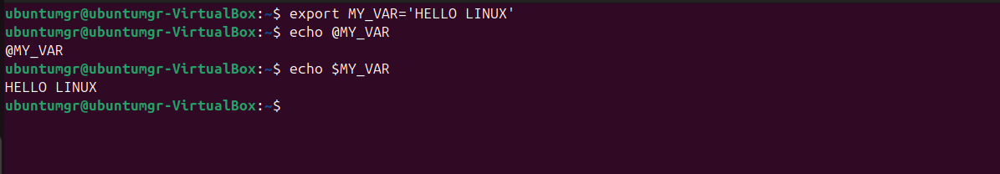 ubuntumgr@ubuntumgr-VirtualBox:~$ export MY_VAR='HELLO LINUX'
ubuntumgr@ubuntumgr-VirtualBox:~$ echo @MY_VAR
@MY_VAR
ubuntumgr@ubuntumgr-VirtualBox:~$ echo $MY_VAR
HELLO LINUX
ubuntumgr@ubuntumgr-VirtualBox:~$